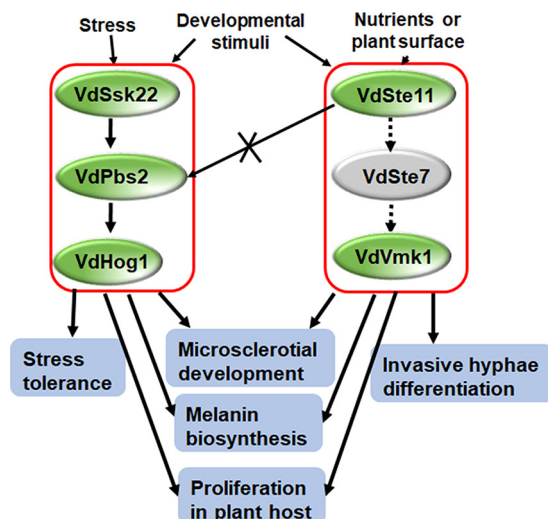 Stress
Developmental
stimuli
Nutrients or
plant surface
VdSsk22
VdSte11
VdPbs2
VdSte7
VdHog1
VdVmk1
Stress
tolerance
Microsclerotial
development
Invasive hyphae
differentiation
Melanin
biosynthesis
Proliferation
in plant host